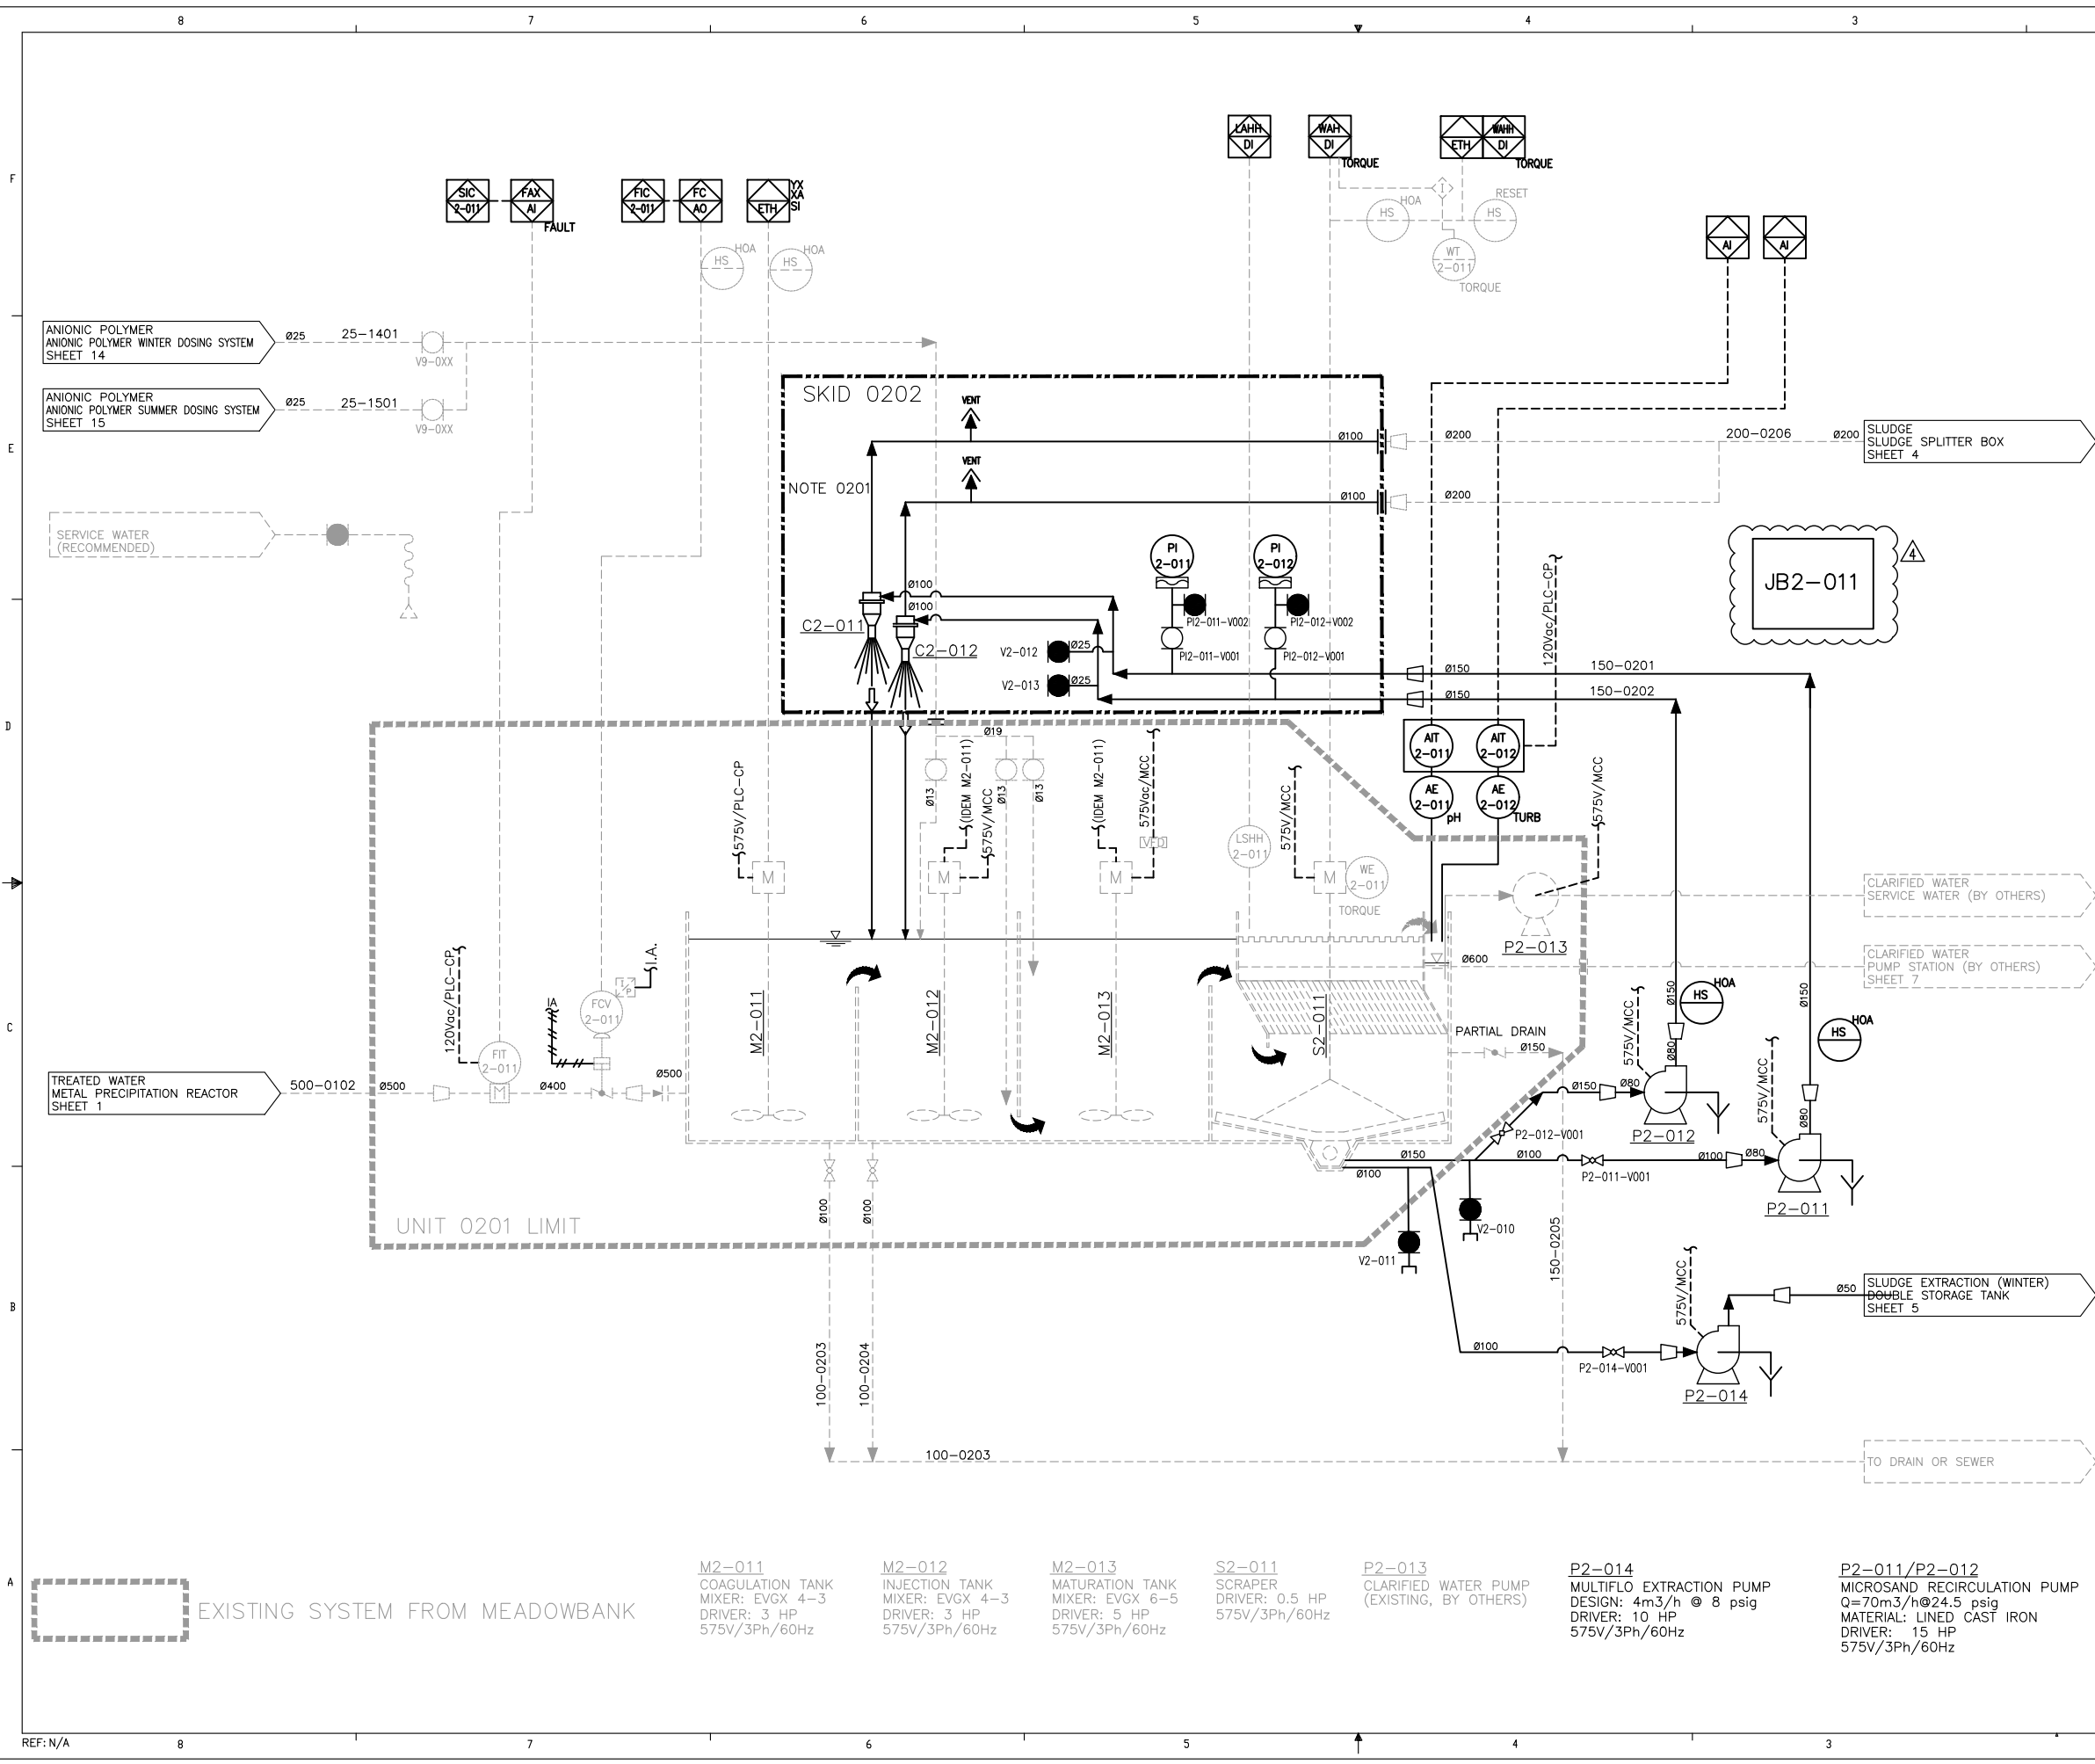 8
7
6
5
4
3
F
E
D
C
B
A
LAHH
DI
WAH
DI
TORQUE
ETH
WAHH
DI
TORQUE
SIC
2-011
FAX
AI
FAULT
FIC
2-011
FC
AO
ETH
YX
XA
SI
HS
HOA
HS
HOA
HS
HOA
I
HS
RESET
WT
2-011
TORQUE
AI
AI
ANIONIC POLYMER
ANIONIC POLYMER WINTER DOSING SYSTEM
SHEET 14
Ø25
25-1401
V9-0XX
ANIONIC POLYMER
ANIONIC POLYMER SUMMER DOSING SYSTEM
SHEET 15
Ø25
25-1501
V9-0XX
SERVICE WATER
(RECOMMENDED)
SKID 0202
VENT
VENT
NOTE 0201
Ø100
Ø200
Ø100
Ø200
200-0206
Ø200
SLUDGE
SLUDGE SPLITTER BOX
SHEET 4
PI
2-011
PI
2-012
PI2-011-V002
PI2-012-V002
PI2-011-V001
PI2-012-V001
Ø100
Ø100
C2-011
C2-012
V2-012
Ø25
V2-013
Ø25
Ø150
150-0201
Ø150
150-0202
120Vac/PLC-CP
JB2-011
4
AIT
2-011
AIT
2-012
AE
2-011
pH
AE
2-012
TURB
575V/MCC
Ø19
Ø13
Ø13
Ø13
575V/PLC-CP
(IDEM M2-011)
575V/MCC
(IDEM M2-011)
575Vac/MCC
VFD
575V/MCC
LSHH
2-011
M
M
M
M
WE
2-011
TORQUE
P2-013
CLARIFIED WATER
SERVICE WATER (BY OTHERS)
Ø600
CLARIFIED WATER
PUMP STATION (BY OTHERS)
SHEET 7
120Vac/PLC-CP
IA
I.A.
I/P
FCV
2-011
FIT
2-011
M
M2-011
M2-012
M2-013
S2-011
PARTIAL DRAIN
Ø150
TREATED WATER
METAL PRECIPITATION REACTOR
SHEET 1
500-0102
Ø500
Ø400
Ø500
575V/MCC
Ø150
HS
HOA
Ø80
Ø150
HS
HOA
575V/MCC
Ø80
Ø150
Ø80
P2-012-V001
P2-012
Ø150
Ø100
Ø100
Ø80
Ø100
P2-011-V001
P2-011
V2-010
V2-011
Ø100
Ø100
UNIT 0201 LIMIT
150-0205
575V/MCC
Ø50
SLUDGE EXTRACTION (WINTER)
DOUBLE STORAGE TANK
SHEET 5
Ø100
P2-014-V001
P2-014
100-0203
100-0204
100-0203
TO DRAIN OR SEWER
EXISTING SYSTEM FROM MEADOWBANK
M2-011
COAGULATION TANK
MIXER: EVGX 4-3
DRIVER: 3 HP
575V/3Ph/60Hz
M2-012
INJECTION TANK
MIXER: EVGX 4-3
DRIVER: 3 HP
575V/3Ph/60Hz
M2-013
MATURATION TANK
MIXER: EVGX 6-5
DRIVER: 5 HP
575V/3Ph/60Hz
S2-011
SCRAPER
DRIVER: 0.5 HP
575V/3Ph/60Hz
P2-013
CLARIFIED WATER PUMP
(EXISTING, BY OTHERS)
P2-014
MULTIFLO EXTRACTION PUMP
DESIGN: 4m3/h @ 8 psig
DRIVER: 10 HP
575V/3Ph/60Hz
P2-011/P2-012
MICROSAND RECIRCULATION PUMP
Q=70m3/h@24.5 psig
MATERIAL: LINED CAST IRON
DRIVER: 15 HP
575V/3Ph/60Hz
REF: N/A
8
7
6
5
4
3